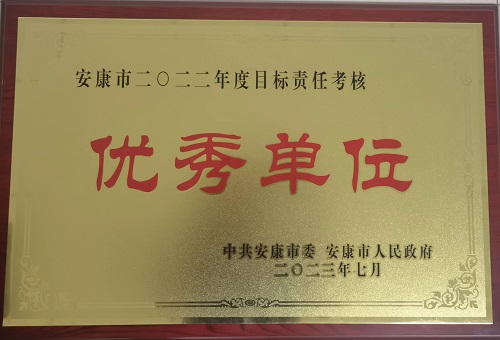 安康市二〇二二年度目标责任考核
优秀单位
中共安康市委 安康市人民政府
二〇二三年七月